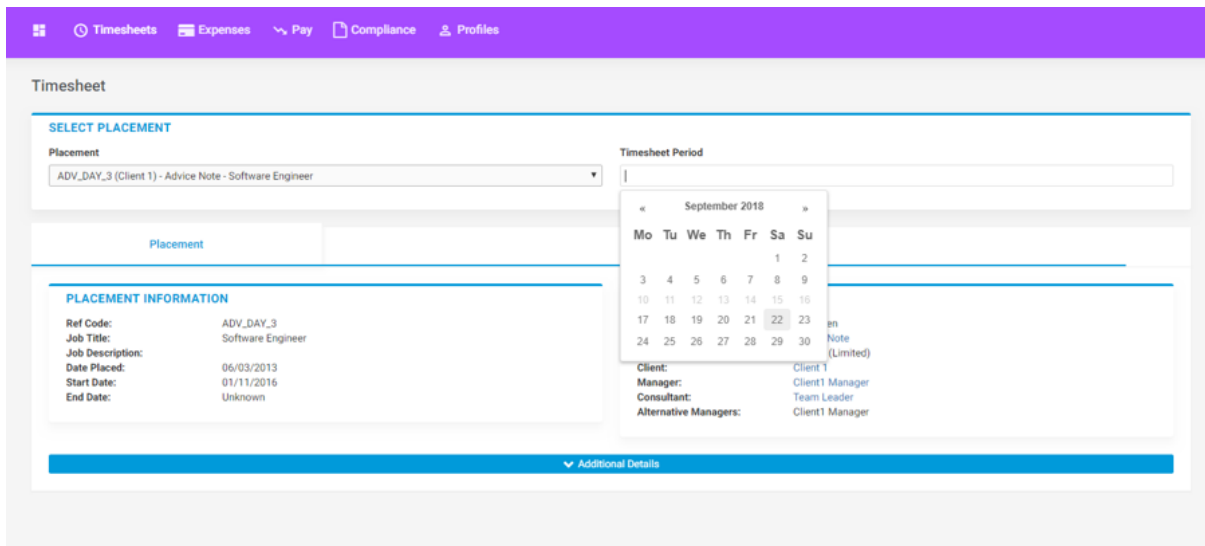 Timesheets Expenses Pay Compliance Profiles
Timesheet
SELECT PLACEMENT
Placement
ADV_DAY_3 (Client 1) - Advice Note - Software Engineer
Timesheet Period
« September 2018 »
Mo Tu We Th Fr Sa Su
1 2
3 4 5 6 7 8 9
10 11 12 13 14 15 16
17 18 19 20 21 22 23
24 25 26 27 28 29 30
Placement
PLACEMENT INFORMATION
Ref Code: ADV_DAY_3
Job Title: Software Engineer
Job Description:
Date Placed: 06/03/2013
Start Date: 01/11/2016
End Date: Unknown
en
Note
(Limited)
Client: Client 1
Manager: Client1 Manager
Consultant: Team Leader
Alternative Managers: Client1 Manager
Additional Details